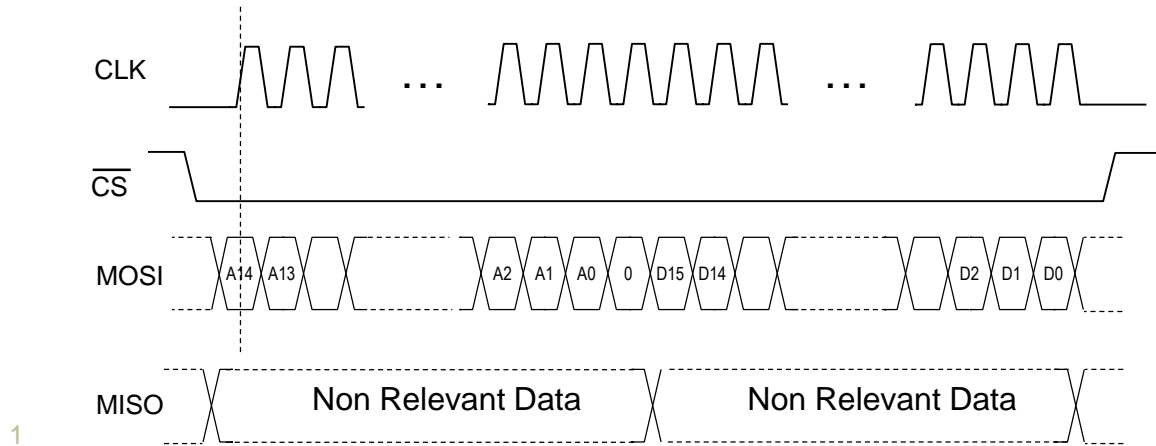 CLK
...
...
CS
MOSI
A14 A13 A2 A1 A0 0 D15 D14 D2 D1 D0
MISO
Non Relevant Data Non Relevant Data
1